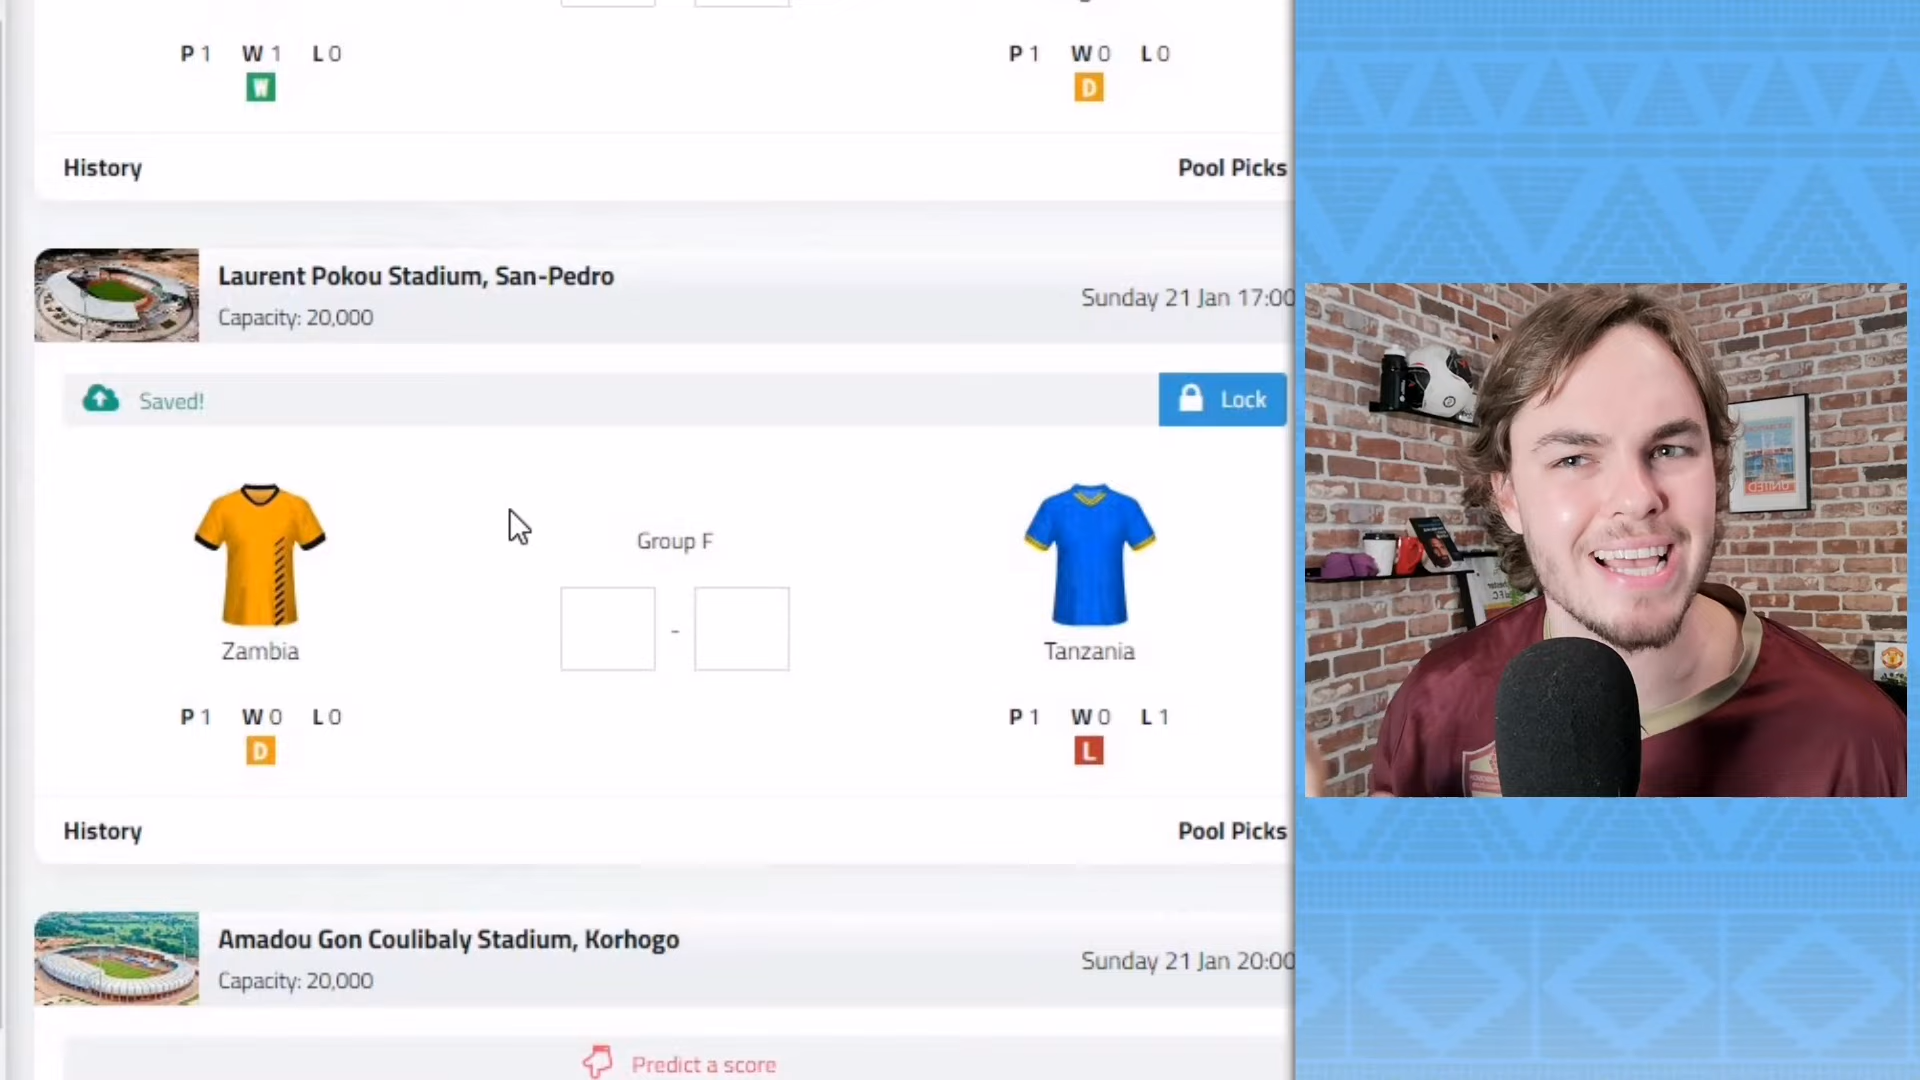 P 1 W 1 L 0
P 1 W 0 L 0
W
D
History
Pool Picks
Laurent Pokou Stadium, San-Pedro
Capacity: 20,000
Sunday 21 Jan 17:00
Saved!
Lock
Group F
-
Zambia
Tanzania
P 1 W 0 L 0
P 1 W 0 L 1
D
L
History
Pool Picks
Amadou Gon Coulibaly Stadium, Korhogo
Capacity: 20,000
Sunday 21 Jan 20:00
Predict a score
UNITED